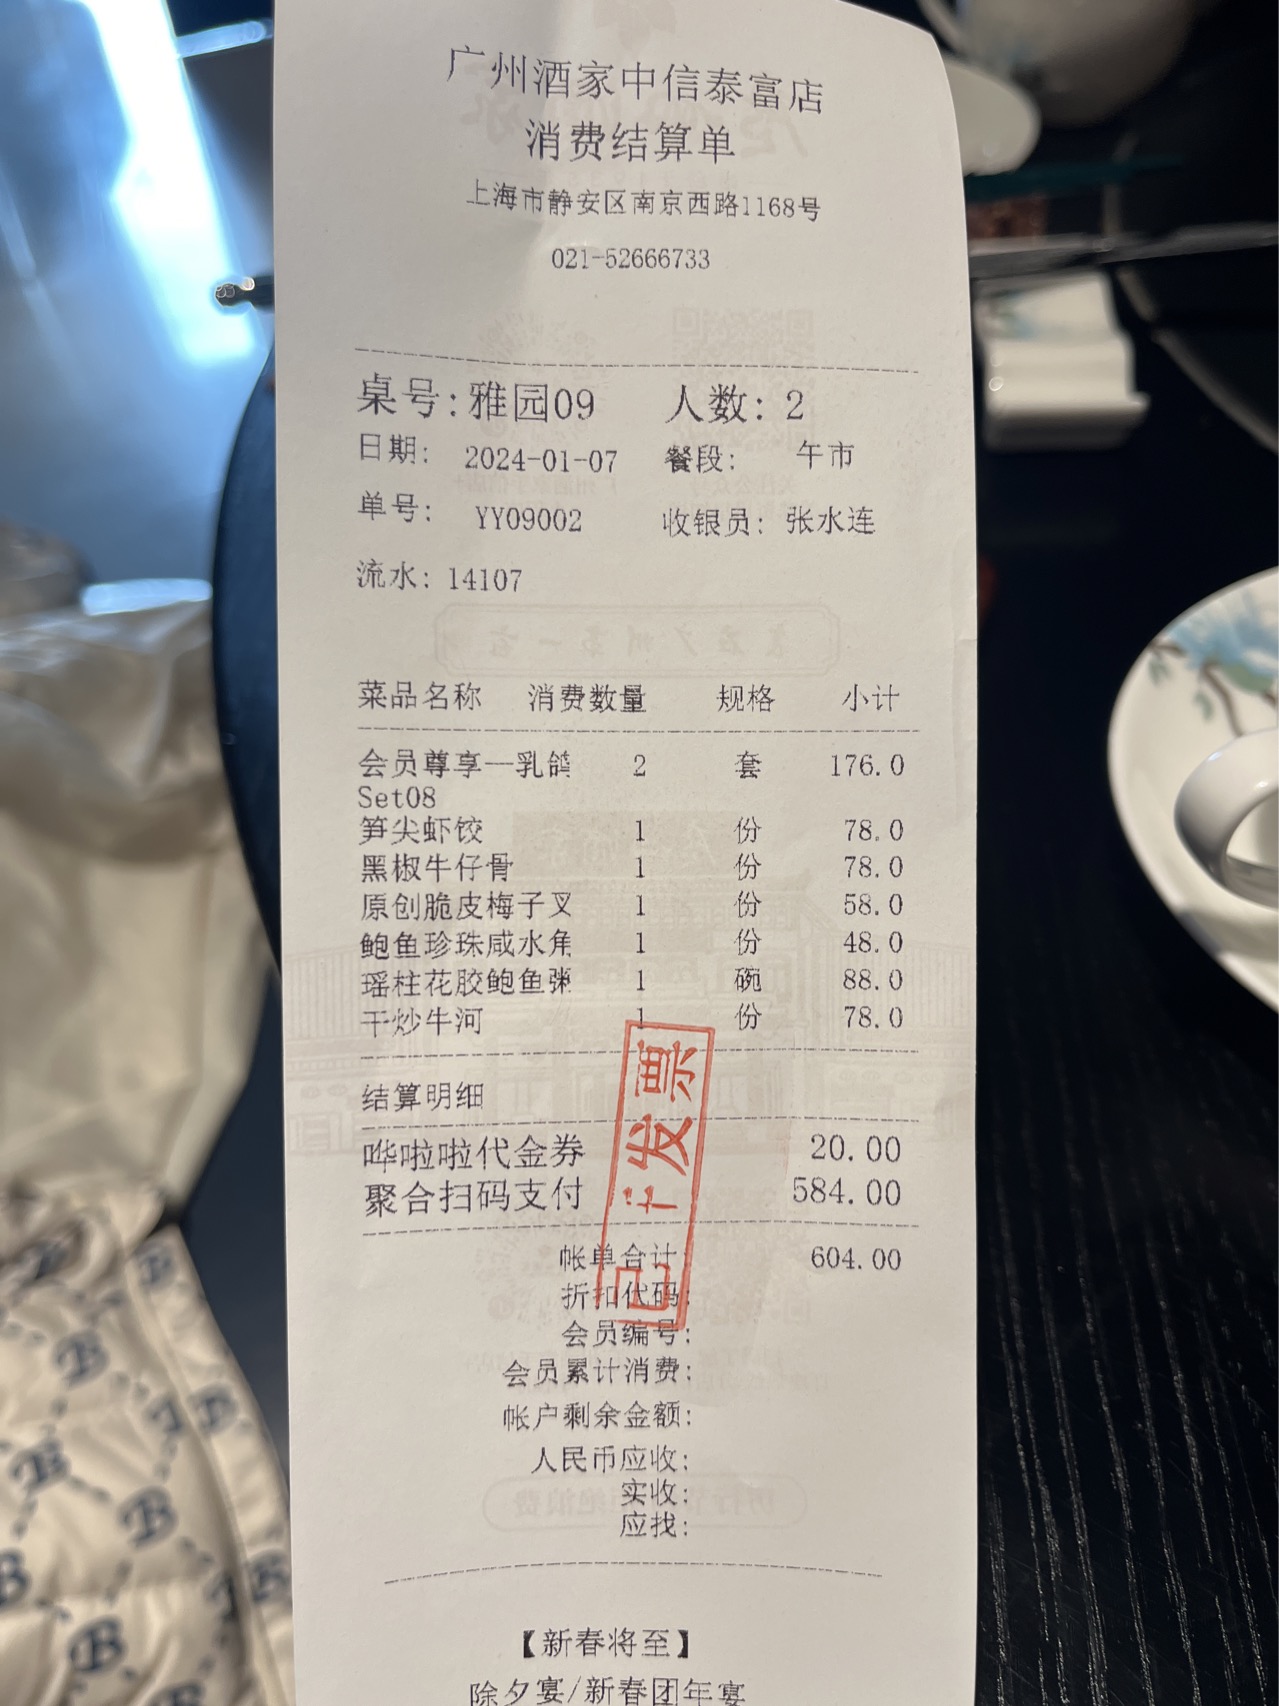 广州酒家中信泰富店
消费结算单
上海市静安区南京西路1168号
021-52666733
桌号:雅园09 人数: 2
日期: 2024-01-07 餐段: 午市
单号: YY09002 收银员: 张水连
流水: 14107
菜品名称 消费数量 规格 小计
会员尊享一乳鸽 2 套 176.0
Set08
笋尖虾饺 1 份 78.0
黑椒牛仔骨 1 份 78.0
原创脆皮梅子叉 1 份 58.0
鲍鱼珍珠咸水角 1 份 48.0
瑶柱花胶鲍鱼粥 1 碗 88.0
干炒牛河 1 份 78.0
结算明细
哗啦啦代金券 20.00
聚合扫码支付 584.00
已卡发票
帐单合计: 604.00
折扣代码:
会员编号:
会员累计消费:
帐户剩余金额:
人民币应收:
实收:
应找:
【新春将至】
除夕宴/新春团年宴